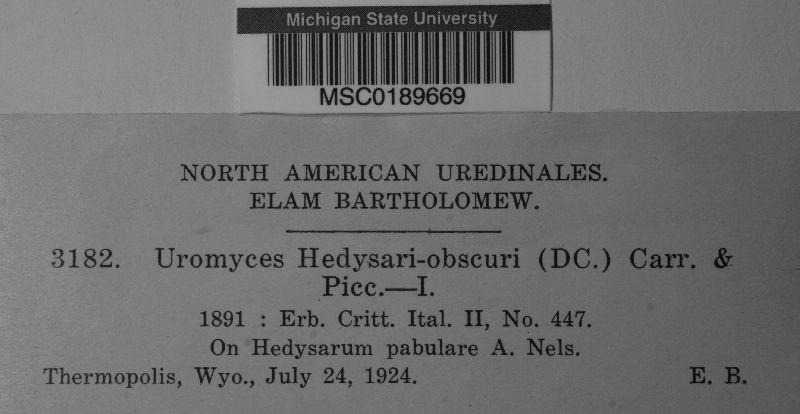 Michigan State University
MSC0189669
NORTH AMERICAN UREDINALES.
ELAM BARTHOLOMEW.
3182. Uromyces Hedysari-obscuri (DC.) Carr. &
Picc.—I.
1891 : Erb. Critt. Ital. II, No. 447.
On Hedysarum pabulare A. Nels.
Thermopolis, Wyo., July 24, 1924. E. B.